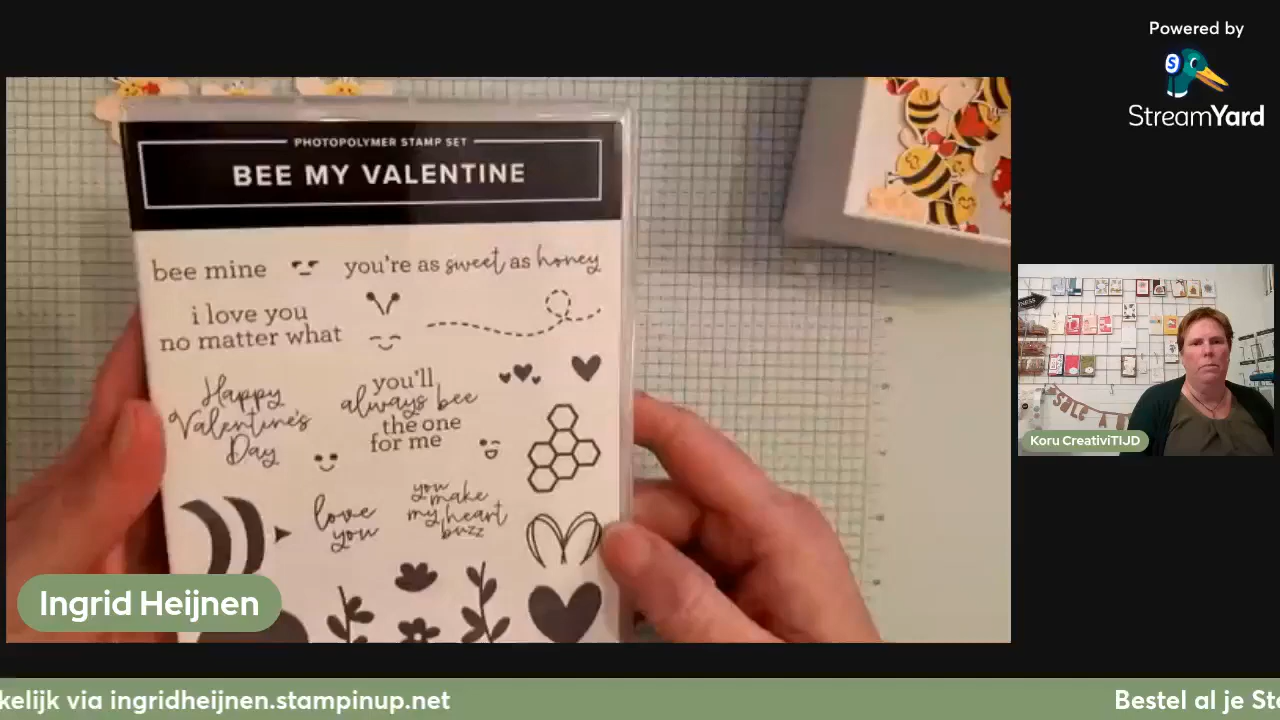 Powered by
StreamYard
PHOTOPOLYMER STAMP SET
BEE MY VALENTINE
bee mine
you're as sweet as honey
i love you
no matter what
Happy
Valentine's
Day
you'll
always bee
the one
for me
love
you
you
make
my heart
buzz
Koru CreativiTIJD
Ingrid Heijnen
kelijk via ingridheijnen.stampinup.net
Bestel al je St